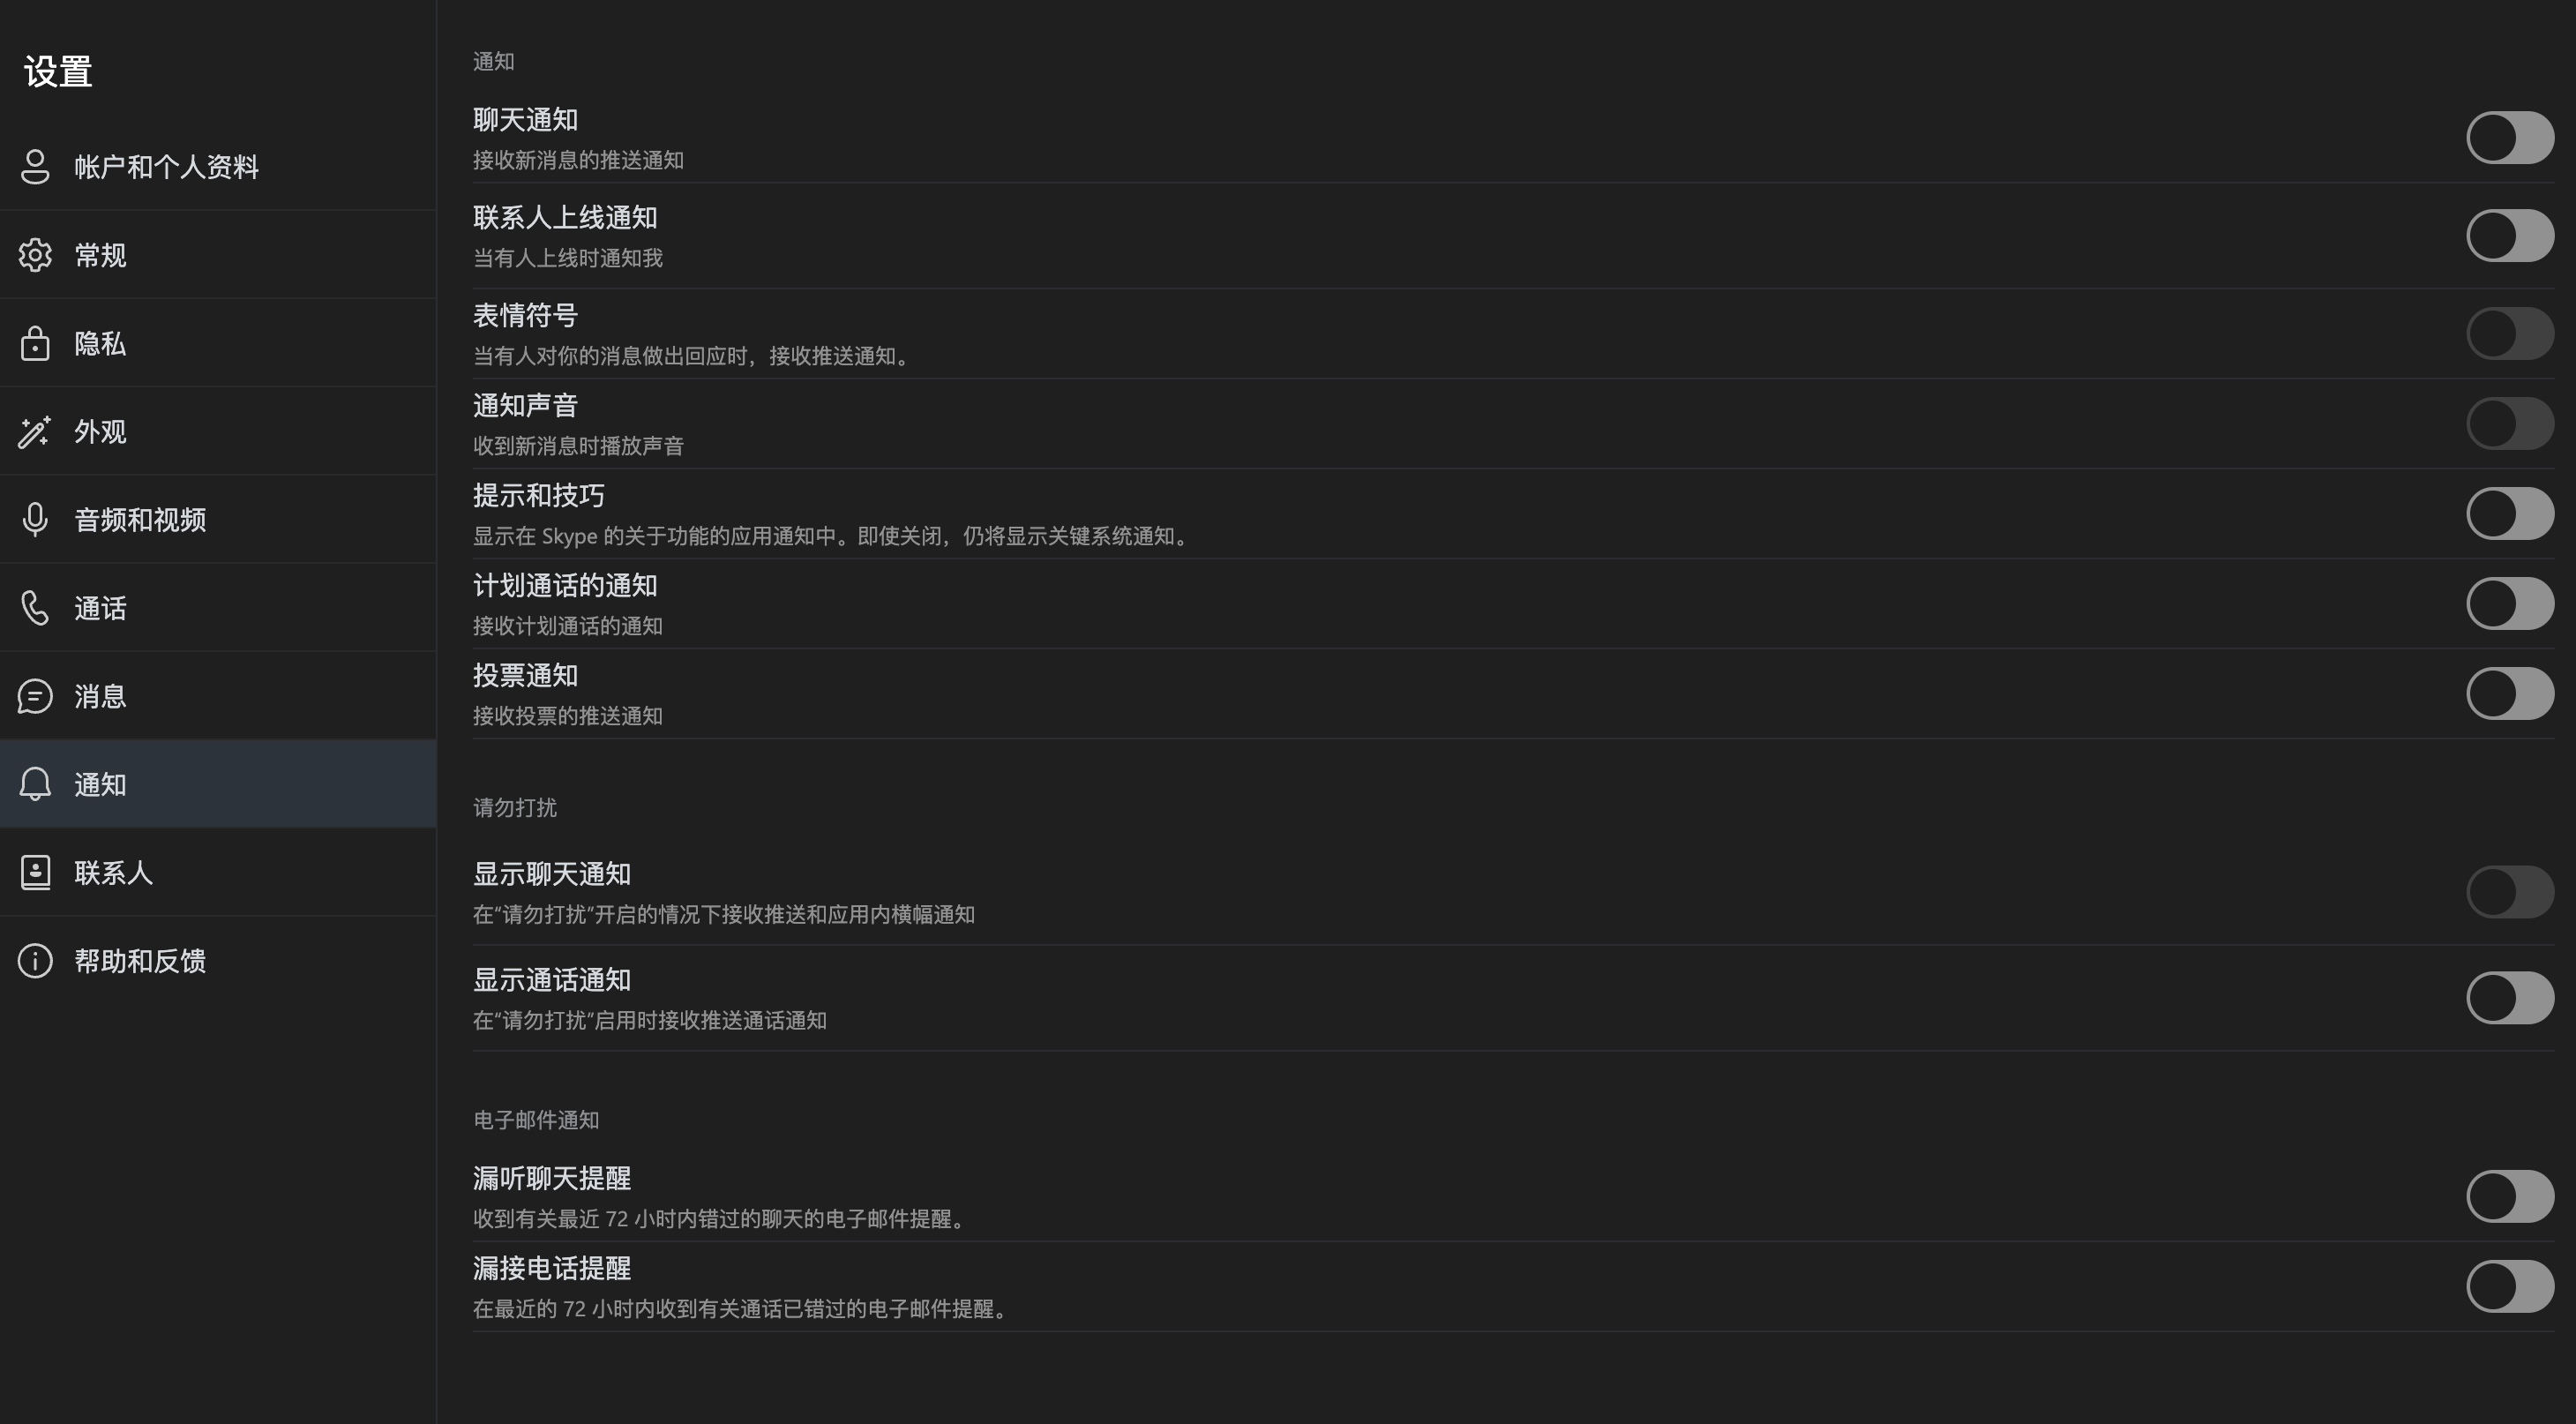 设置
帐户和个人资料
常规
隐私
外观
音频和视频
通话
消息
通知
联系人
帮助和反馈
通知
聊天通知
接收新消息的推送通知
联系人上线通知
当有人上线时通知我
表情符号
当有人对你的消息做出回应时，接收推送通知。
通知声音
收到新消息时播放声音
提示和技巧
显示在 Skype 的关于功能的应用通知中。即使关闭，仍将显示关键系统通知。
计划通话的通知
接收计划通话的通知
投票通知
接收投票的推送通知
请勿打扰
显示聊天通知
在“请勿打扰”开启的情况下接收推送和应用内横幅通知
显示通话通知
在“请勿打扰”启用时接收推送通话通知
电子邮件通知
漏听聊天提醒
收到有关最近 72 小时内错过的聊天的电子邮件提醒。
漏接电话提醒
在最近的 72 小时内收到有关通话已错过的电子邮件提醒。